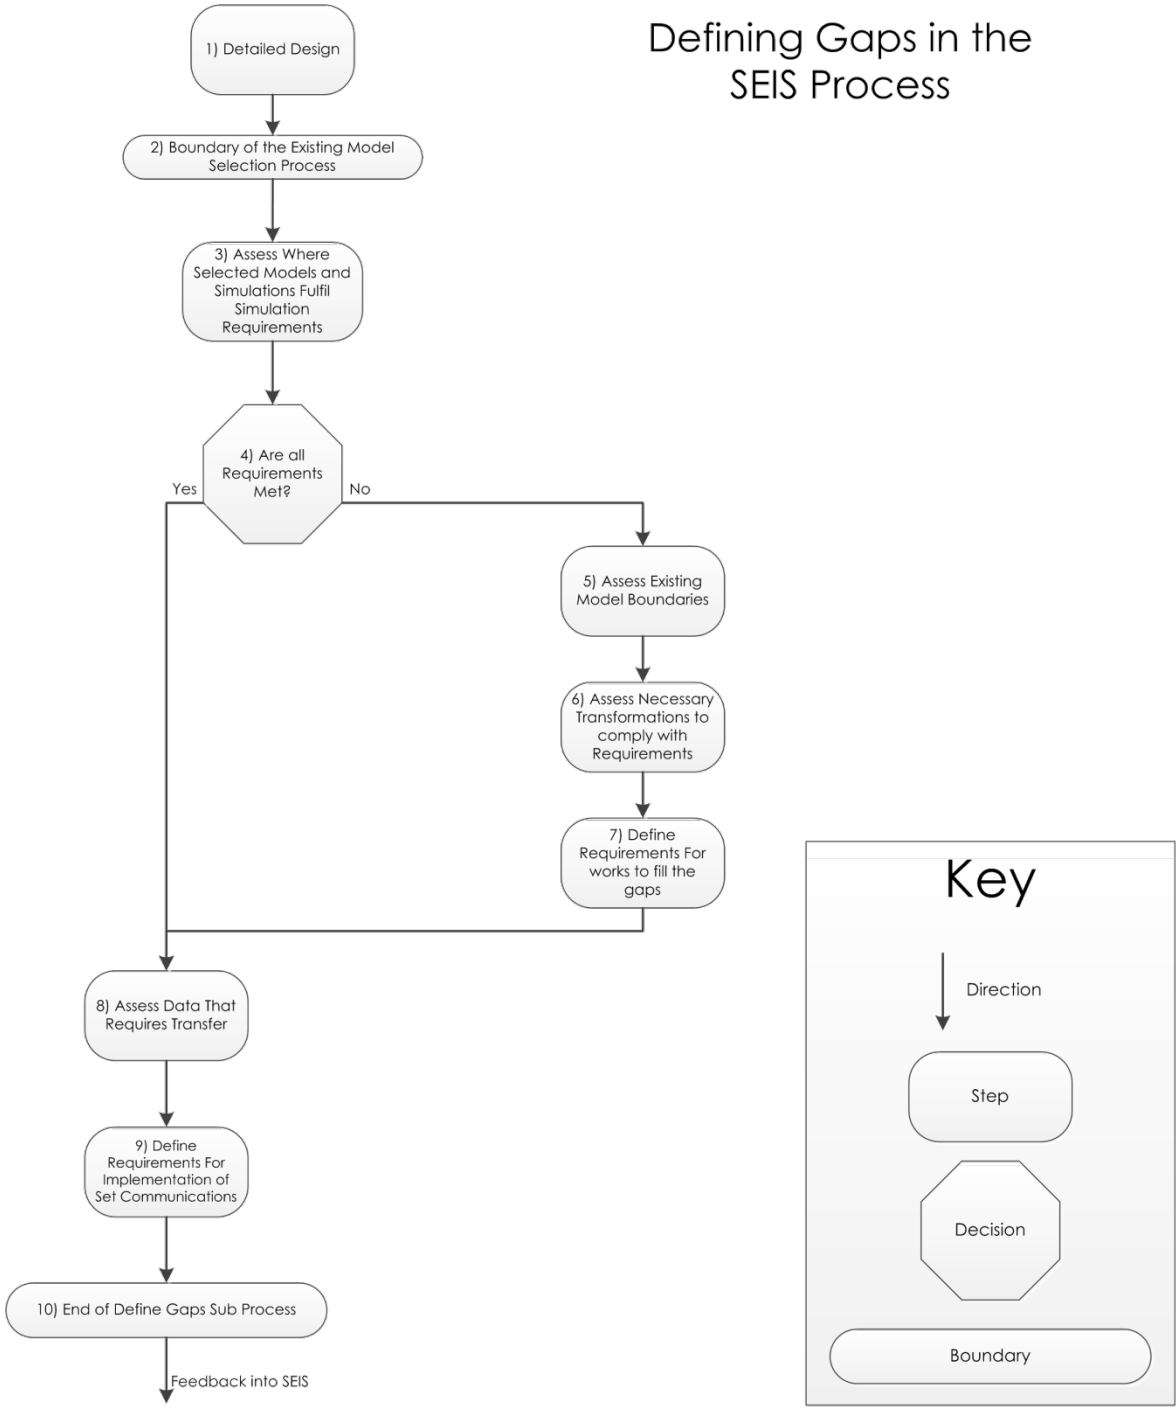 Defining Gaps in the
SEIS Process
1) Detailed Design
2) Boundary of the Existing Model
Selection Process
3) Assess Where
Selected Models and
Simulations Fulfil
Simulation
Requirements
4) Are all
Requirements
Met?
Yes
No
5) Assess Existing
Model Boundaries
6) Assess Necessary
Transformations to
comply with
Requirements
7) Define
Requirements For
works to fill the
gaps
8) Assess Data That
Requires Transfer
9) Define
Requirements For
Implementation of
Set Communications
10) End of Define Gaps Sub Process
Feedback into SEIS
Key
Direction
Step
Decision
Boundary